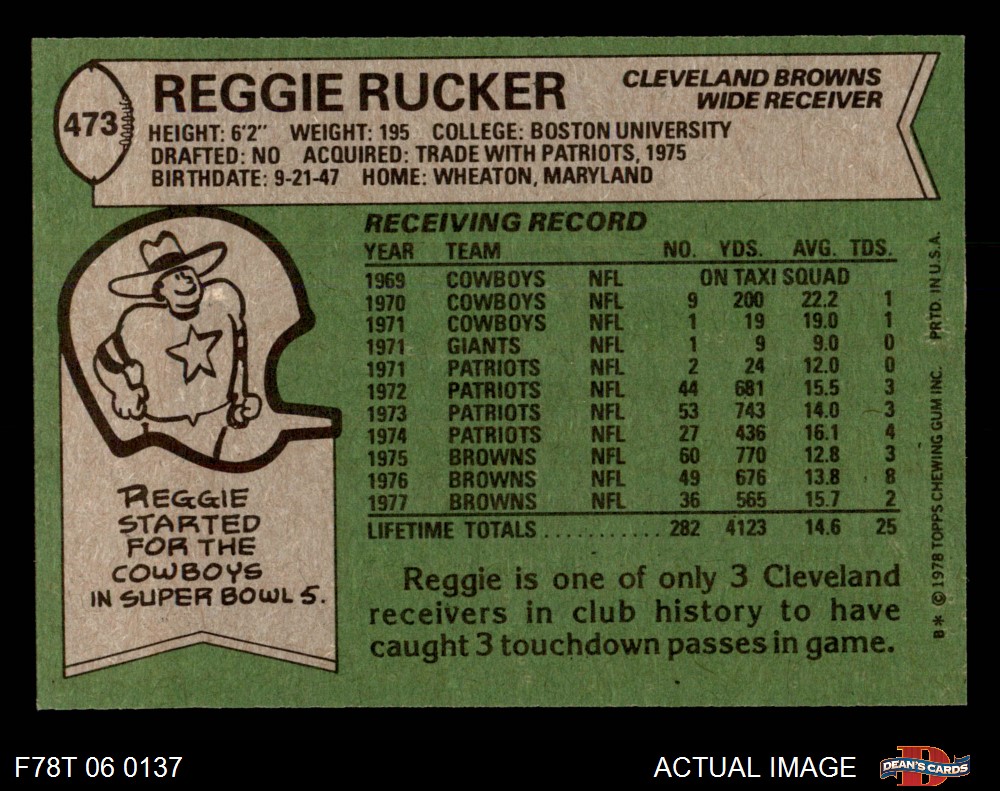 473
REGGIE RUCKER
CLEVELAND BROWNS
WIDE RECEIVER
HEIGHT: 6'2" WEIGHT: 195 COLLEGE: BOSTON UNIVERSITY
DRAFTED: NO ACQUIRED: TRADE WITH PATRIOTS, 1975
BIRTHDATE: 9-21-47 HOME: WHEATON, MARYLAND
RECEIVING RECORD
YEAR TEAM NO. YDS. AVG. TDS.
1969 COWBOYS NFL ON TAXI SQUAD
1970 COWBOYS NFL 9 200 22.2 1
1971 COWBOYS NFL 1 19 19.0 1
1971 GIANTS NFL 1 9 9.0 0
1971 PATRIOTS NFL 2 24 12.0 0
1972 PATRIOTS NFL 44 681 15.5 3
1973 PATRIOTS NFL 53 743 14.0 3
1974 PATRIOTS NFL 27 436 16.1 4
1975 BROWNS NFL 60 770 12.8 3
1976 BROWNS NFL 49 676 13.8 8
1977 BROWNS NFL 36 565 15.7 2
LIFETIME TOTALS ........... 282 4123 14.6 25
REGGIE
STARTED
FOR THE
COWBOYS
IN SUPER BOWL 5.
Reggie is one of only 3 Cleveland
receivers in club history to have
caught 3 touchdown passes in game.
B* © 1978 TOPPS CHEWING GUM INC. PRTD. IN U.S.A.
F78T 06 0137
ACTUAL IMAGE
D
DEAN'S CARDS